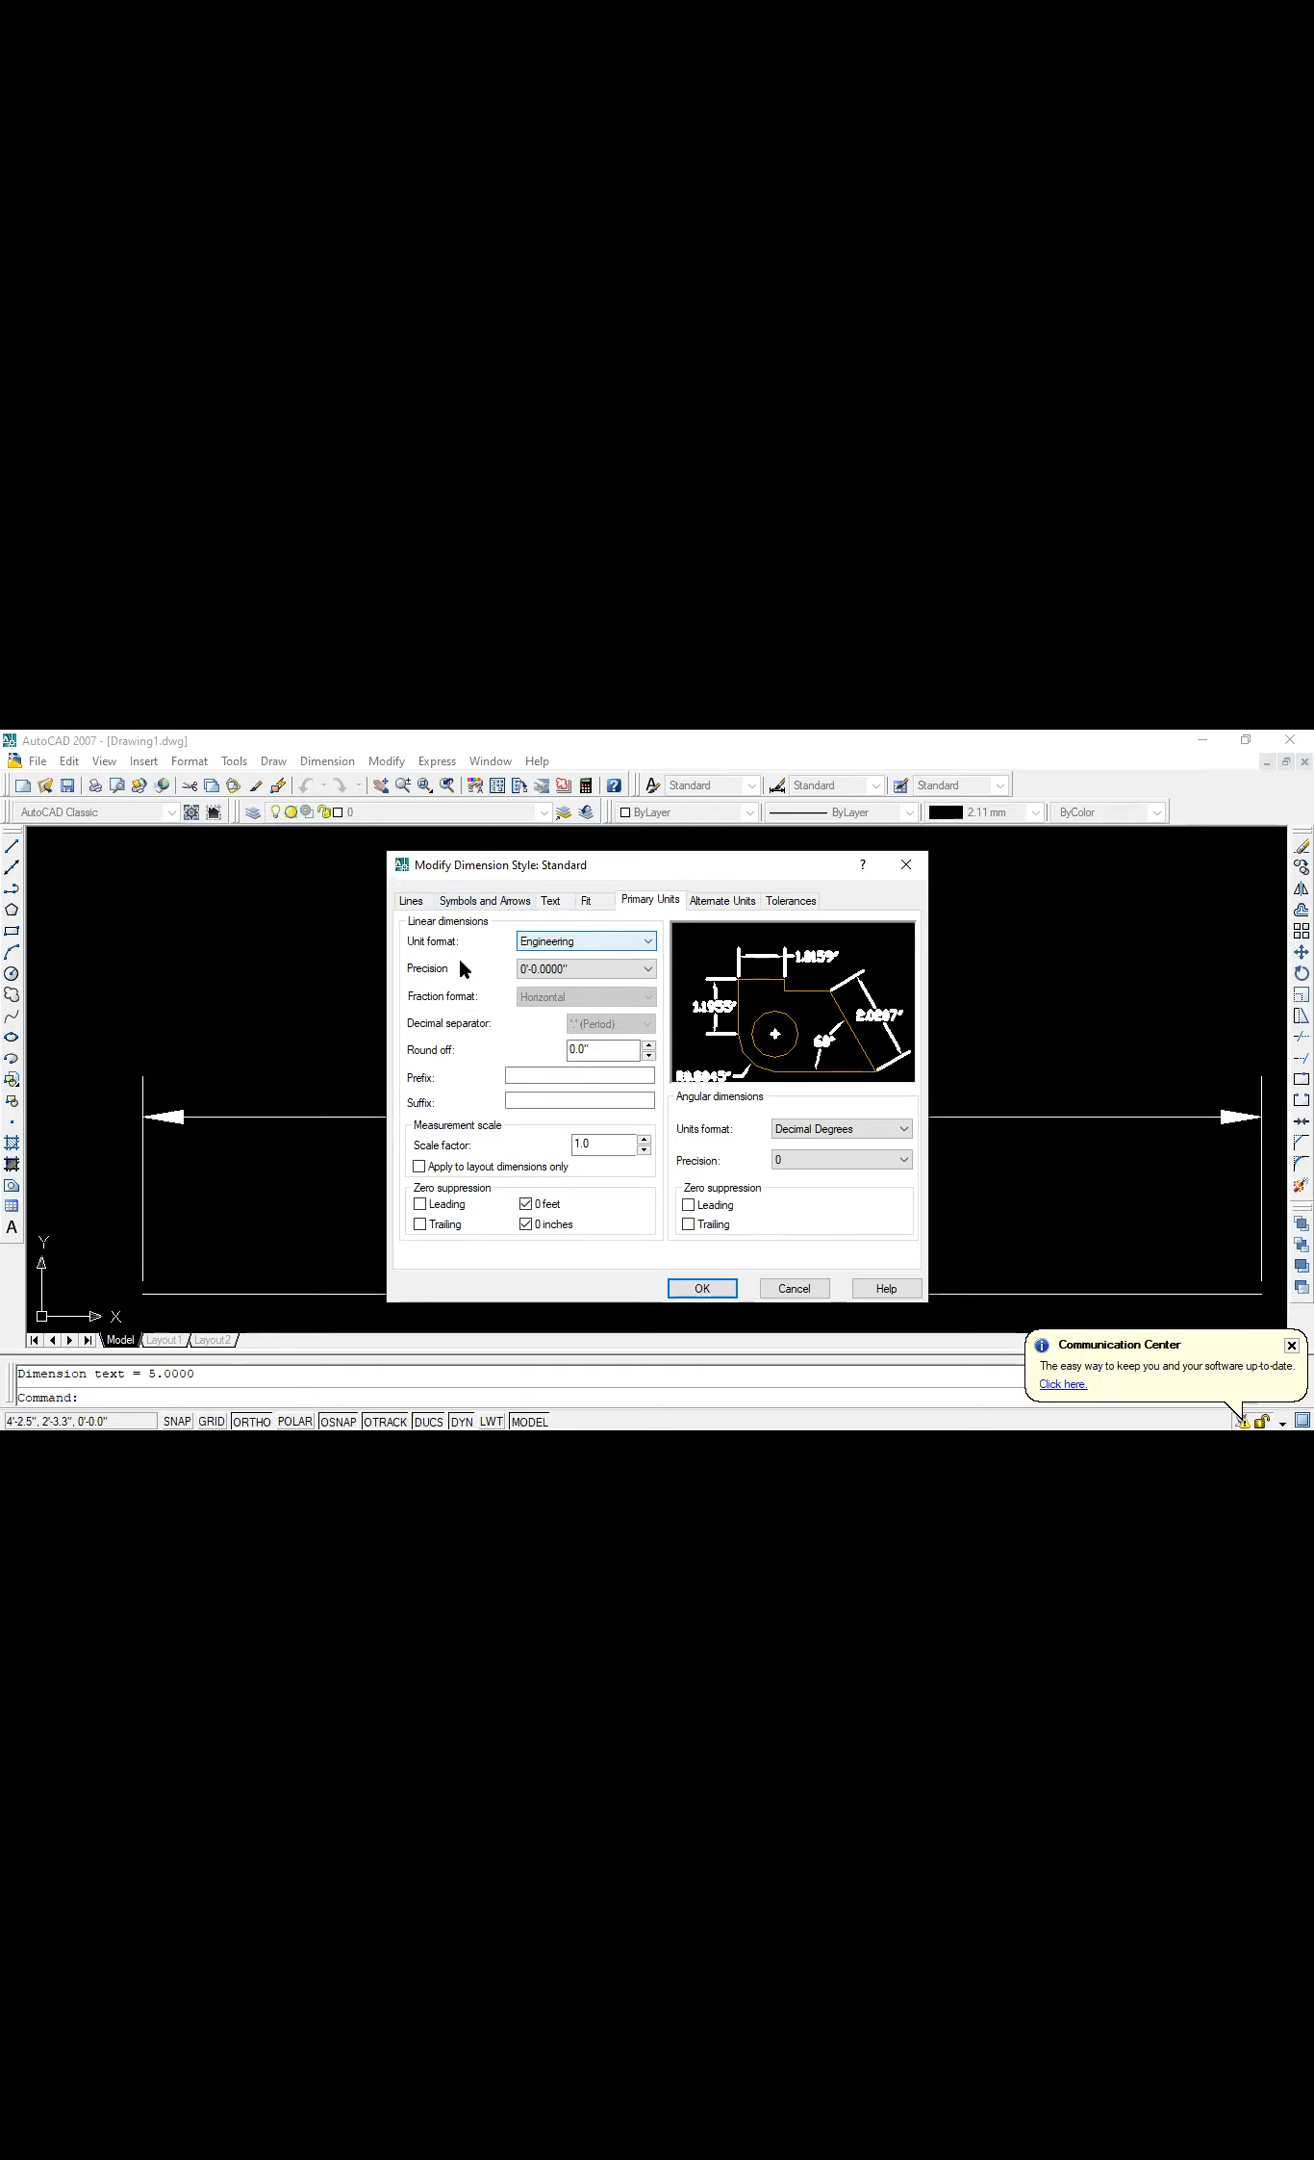 AutoCAD 2007 - [Drawing1.dwg]
File Edit View Insert Format Tools Draw Dimension Modify Express Window Help
Standard Standard Standard
AutoCAD Classic 0 ByLayer ByLayer 2.11 mm ByColor
Modify Dimension Style: Standard
Lines Symbols and Arrows Text Fit Primary Units Alternate Units Tolerances
Linear dimensions
Unit format: Engineering
Precision 0'-0.0000"
Fraction format: Horizontal
Decimal separator: '.' (Period)
Round off: 0.0"
Prefix:
Suffix:
Measurement scale
Scale factor: 1.0
Apply to layout dimensions only
Zero suppression
Leading 0 feet
Trailing 0 inches
1.0159"
1.1955"
2.0207"
60°
Angular dimensions
Units format: Decimal Degrees
Precision: 0
Zero suppression
Leading
Trailing
OK Cancel Help
Y
X
A
Model Layout1 Layout2
Communication Center
The easy way to keep you and your software up-to-date.
Click here.
Dimension text = 5.0000
Command:
4'-2.5", 2'-3.3", 0'-0.0" SNAP GRID ORTHO POLAR OSNAP OTRACK DUCS DYN LWT MODEL